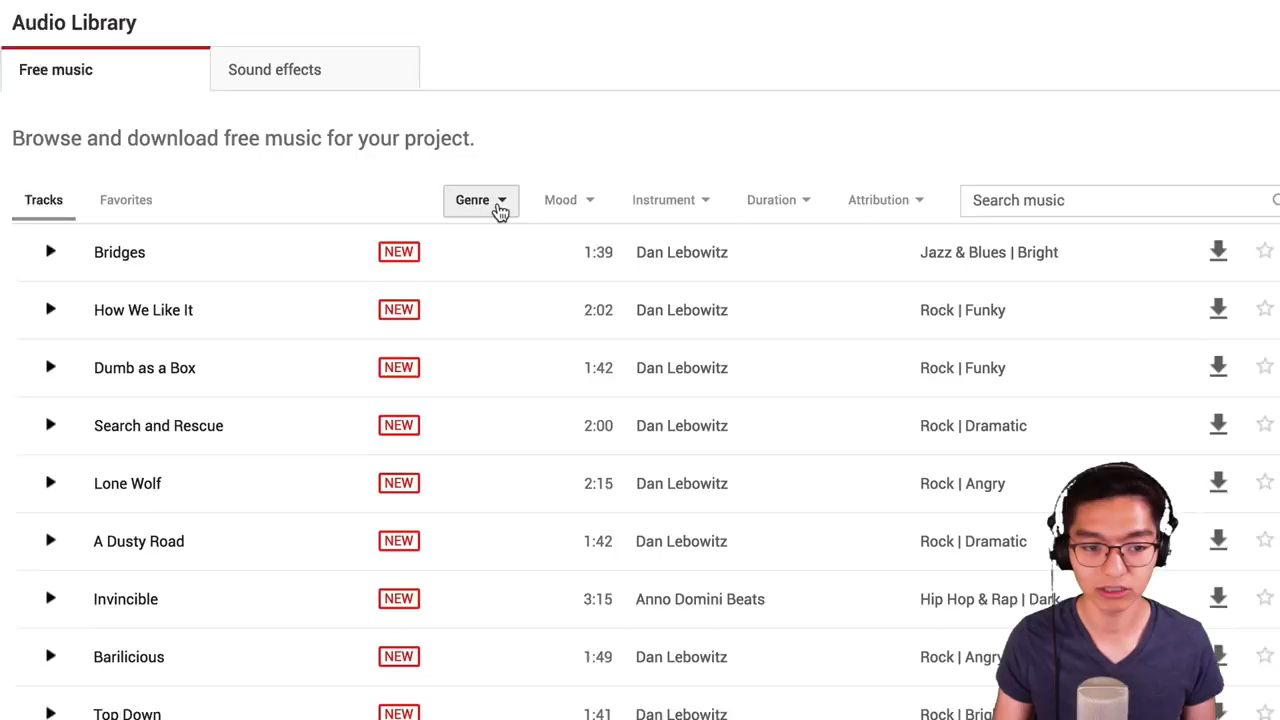 Audio Library
Free music
Sound effects
Browse and download free music for your project.
Tracks Favorites Genre Mood Instrument Duration Attribution Search music
Bridges NEW 1:39 Dan Lebowitz Jazz & Blues | Bright
How We Like It NEW 2:02 Dan Lebowitz Rock | Funky
Dumb as a Box NEW 1:42 Dan Lebowitz Rock | Funky
Search and Rescue NEW 2:00 Dan Lebowitz Rock | Dramatic
Lone Wolf NEW 2:15 Dan Lebowitz Rock | Angry
A Dusty Road NEW 1:42 Dan Lebowitz Rock | Dramatic
Invincible NEW 3:15 Anno Domini Beats Hip Hop & Rap | Dark
Barilicious NEW 1:49 Dan Lebowitz Rock | Angry
Top Down NEW 1:41 Dan Lebowitz Rock |